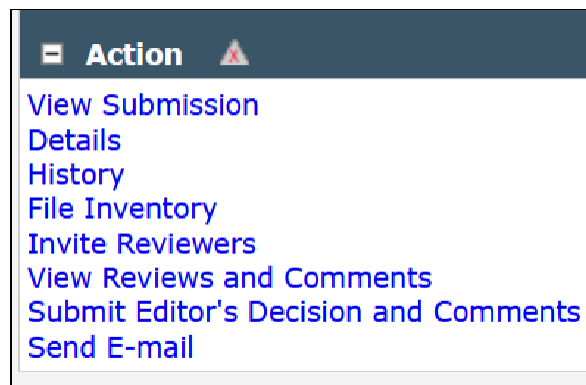 Action
View Submission
Details
History
File Inventory
Invite Reviewers
View Reviews and Comments
Submit Editor's Decision and Comments
Send E-mail